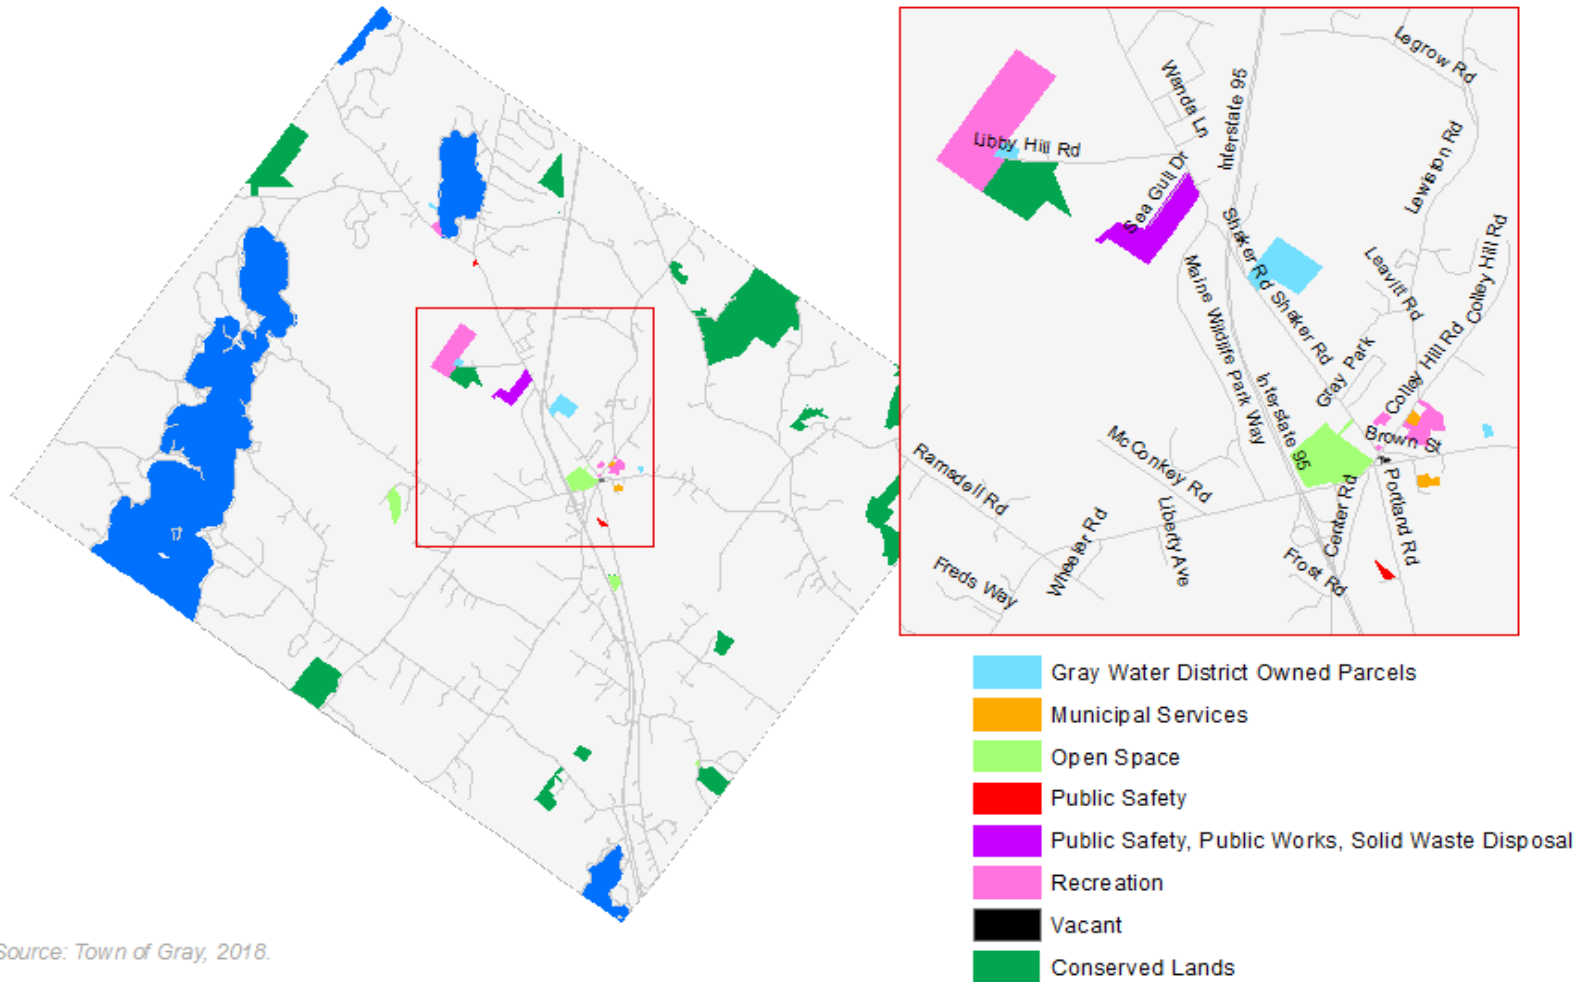 Legrow Rd
Wanda Ln
Interstate 95
Libby Hill Rd
Lewiston Rd
Sea Gull Dr
Shaker Rd
Shaker Rd
Leavitt Rd
Colley Hill Rd
Maine Wildlife Park Way
Gray Park
Colley Hill Rd
Interstate 95
Brown St
McConkey Rd
Ramsdell Rd
Center Rd
Portland Rd
Liberty Ave
Wheeler Rd
Frost Rd
Freds Way
Gray Water District Owned Parcels
Municipal Services
Open Space
Public Safety
Public Safety, Public Works, Solid Waste Disposal
Recreation
Vacant
Conserved Lands
Source: Town of Gray, 2018.